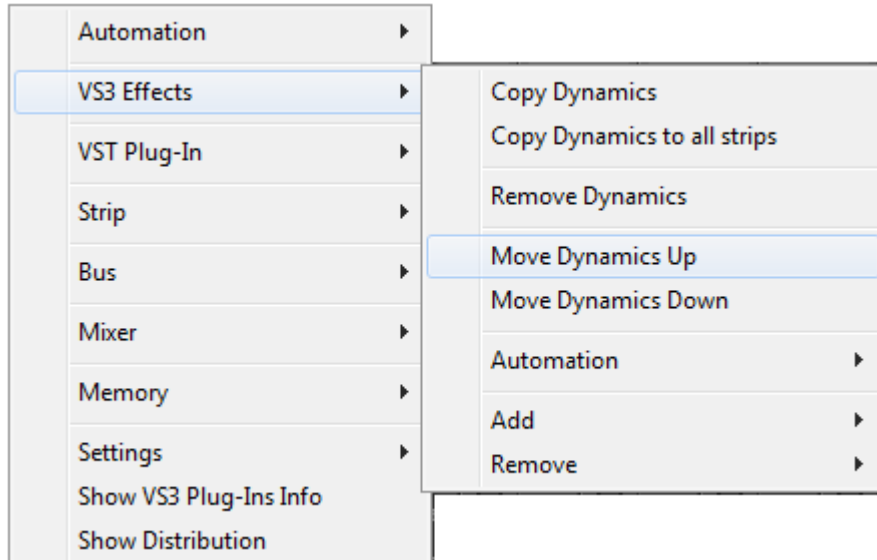 Automation
VS3 Effects
VST Plug-In
Strip
Bus
Mixer
Memory
Settings
Show VS3 Plug-Ins Info
Show Distribution
Copy Dynamics
Copy Dynamics to all strips
Remove Dynamics
Move Dynamics Up
Move Dynamics Down
Automation
Add
Remove